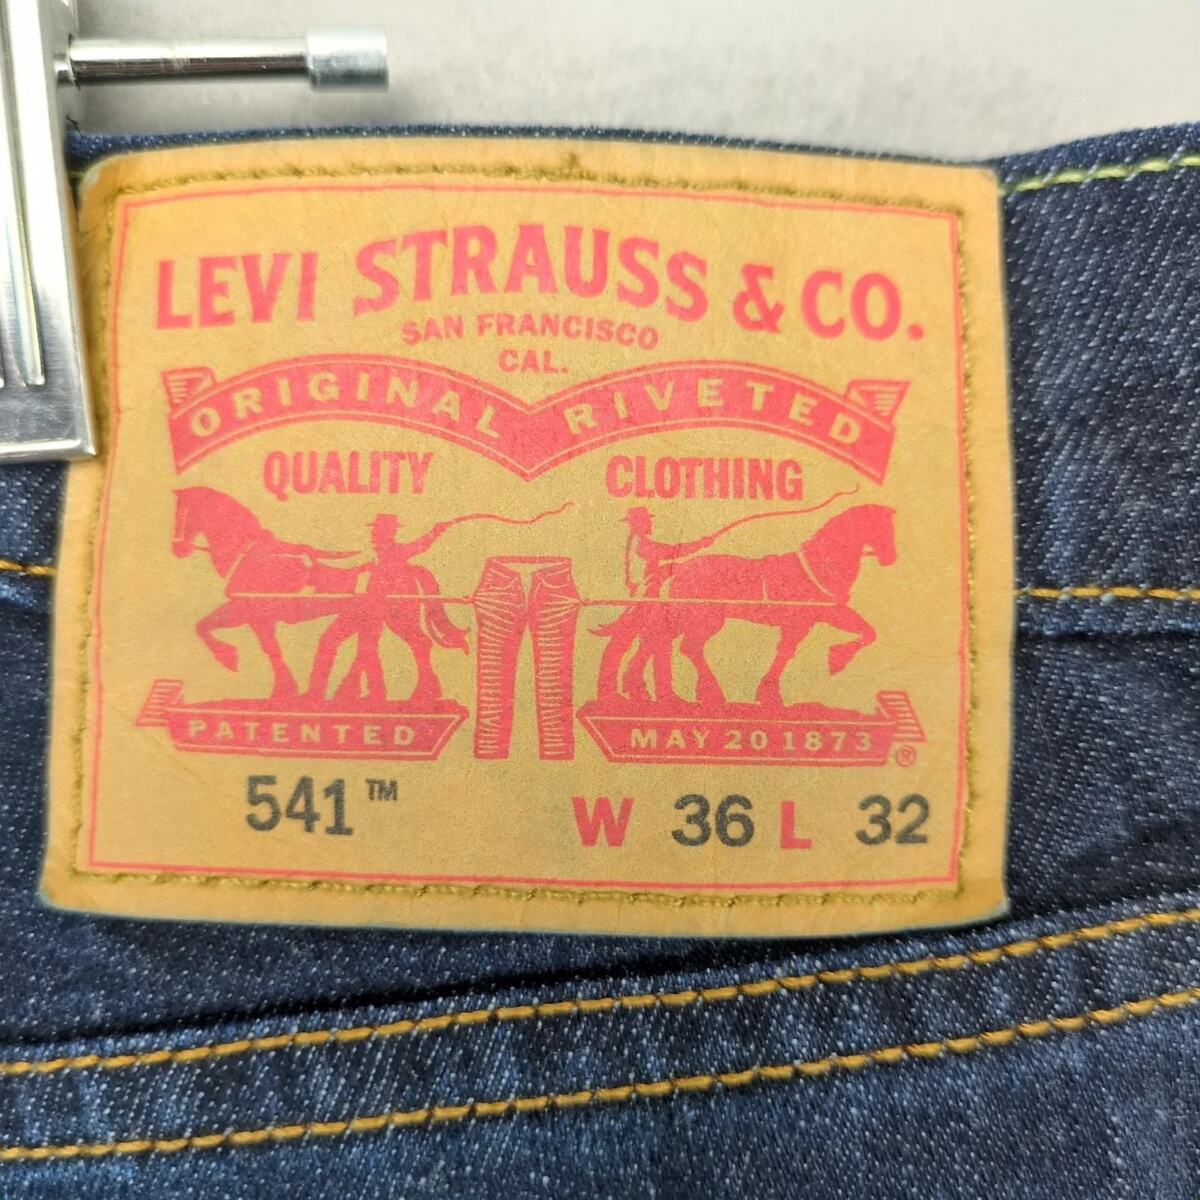 LEVI STRAUSS & CO.
SAN FRANCISCO
CAL.
ORIGINAL RIVETED
QUALITY CLOTHING
PATENTED MAY 20 1873 ®
541™ W 36 L 32